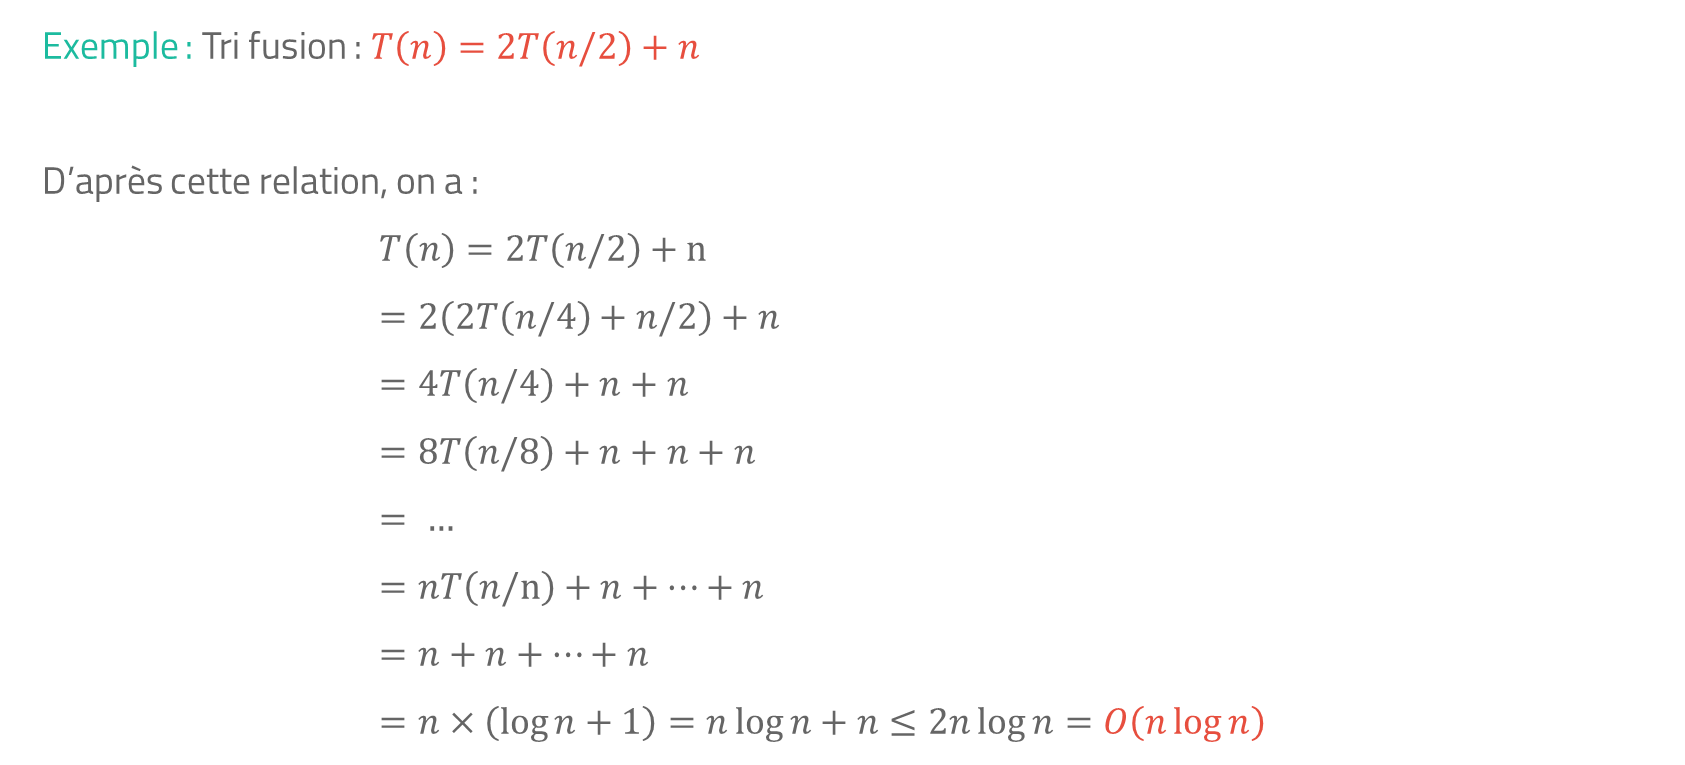 Exemple : Tri fusion : T(n) = 2T(n/2) + n
D’après cette relation, on a :
T(n) = 2T(n/2) + n
= 2(2T(n/4) + n/2) + n
= 4T(n/4) + n + n
= 8T(n/8) + n + n + n
= ...
= nT(n/n) + n + ⋯ + n
= n + n + ⋯ + n
= n × (log n + 1) = n log n + n ≤ 2n log n = O(n log n)